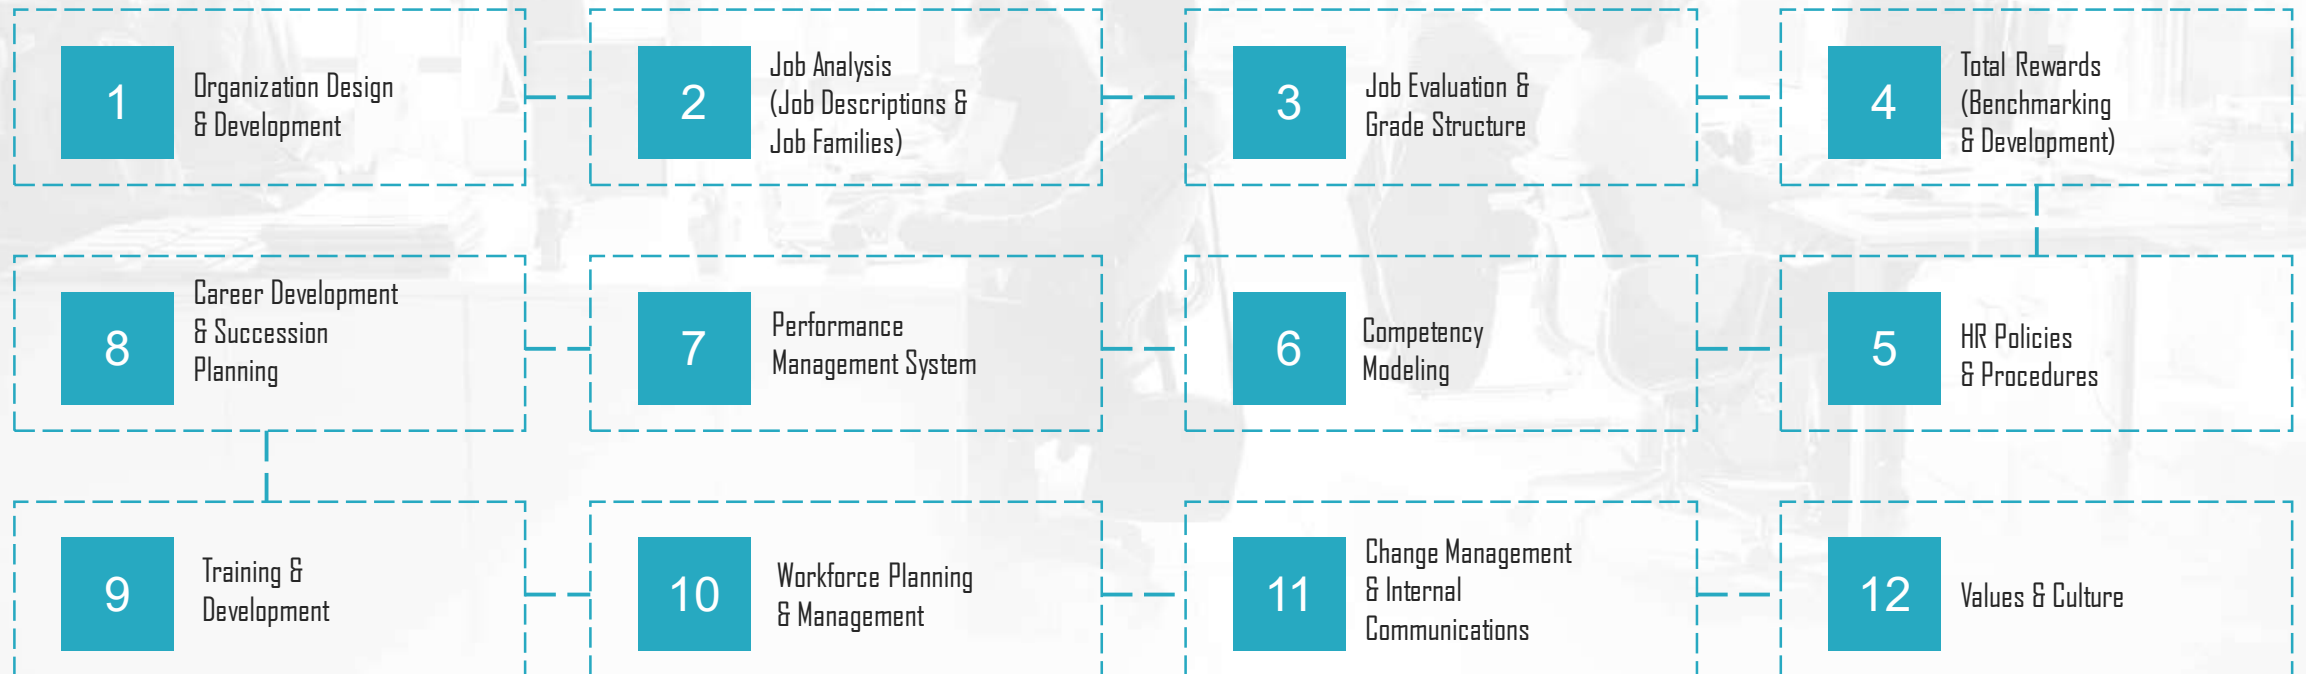 1
Organization Design
& Development
2
Job Analysis
(Job Descriptions &
Job Families)
3
Job Evaluation &
Grade Structure
4
Total Rewards
(Benchmarking
& Development)
8
Career Development
& Succession
Planning
7
Performance
Management System
6
Competency
Modeling
5
HR Policies
& Procedures
9
Training &
Development
10
Workforce Planning
& Management
11
Change Management
& Internal
Communications
12
Values & Culture